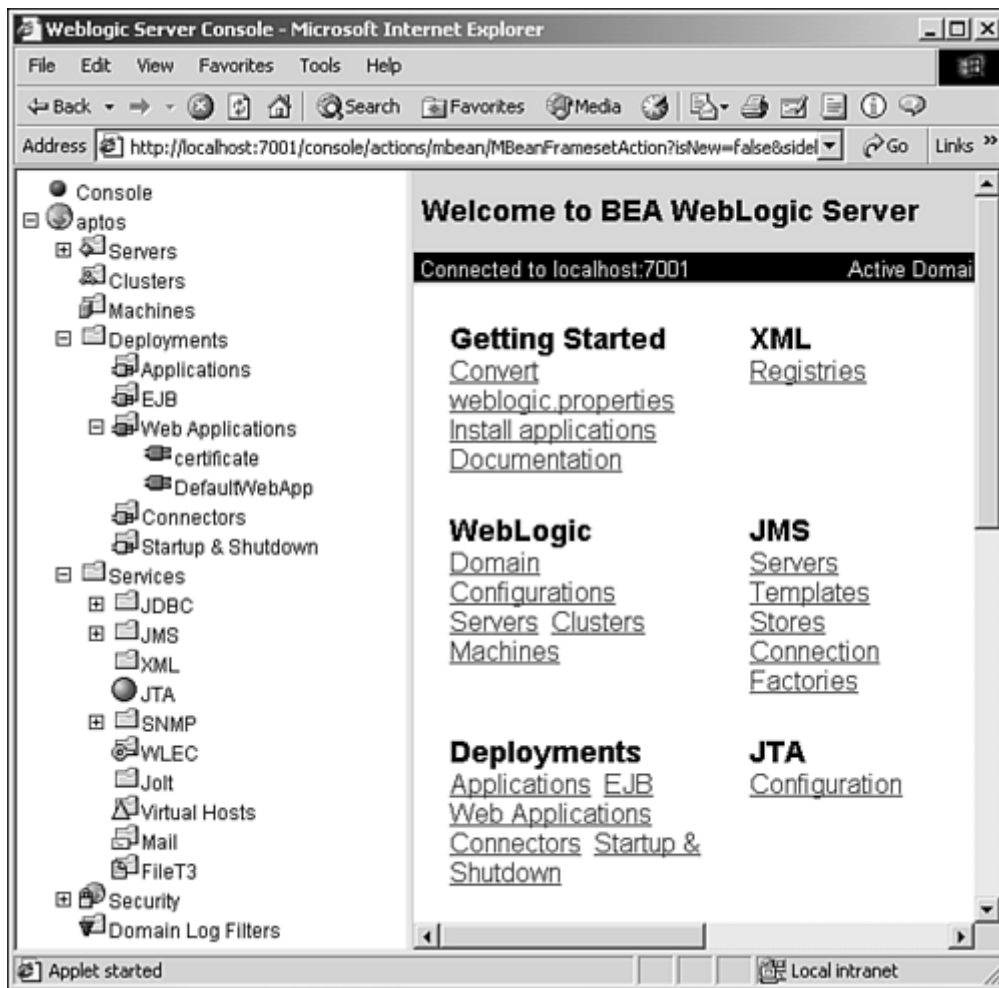 Weblogic Server Console - Microsoft Internet Explorer
File Edit View Favorites Tools Help
Back Search Favorites Media
Address http://localhost:7001/console/actions/mbean/MBeanFramesetAction?isNew=false&sidel Go Links »
Console
aptos
Servers
Clusters
Machines
Deployments
Applications
EJB
Web Applications
certificate
DefaultWebApp
Connectors
Startup & Shutdown
Services
JDBC
JMS
XML
JTA
SNMP
WLEC
Jolt
Virtual Hosts
Mail
FileT3
Security
Domain Log Filters
Welcome to BEA WebLogic Server
Connected to localhost:7001 Active Domai
Getting Started
Convert
weblogic.properties
Install applications
Documentation
XML
Registries
WebLogic
Domain
Configurations
Servers Clusters
Machines
JMS
Servers
Templates
Stores
Connection
Factories
Deployments
Applications EJB
Web Applications
Connectors Startup &
Shutdown
JTA
Configuration
Applet started Local intranet